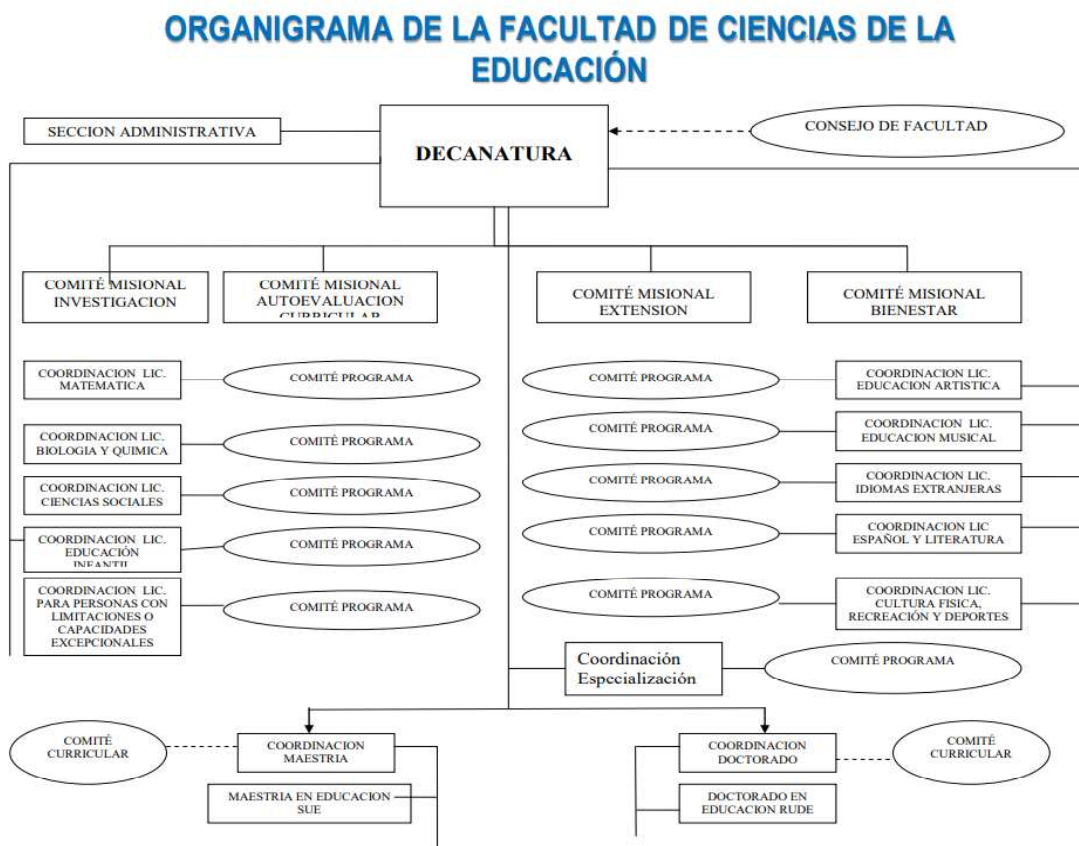 ORGANIGRAMA DE LA FACULTAD DE CIENCIAS DE LA
EDUCACIÓN
SECCION ADMINISTRATIVA
DECANATURA
CONSEJO DE FACULTAD
COMITÉ MISIONAL
INVESTIGACION
COMITÉ MISIONAL
AUTOEVALUACION
CURRICULAR
COMITÉ MISIONAL
EXTENSION
COMITÉ MISIONAL
BIENESTAR
COORDINACION LIC.
MATEMATICA
COMITÉ PROGRAMA
COMITÉ PROGRAMA
COORDINACION LIC.
EDUCACION ARTISTICA
COORDINACION LIC.
BIOLOGIA Y QUIMICA
COMITÉ PROGRAMA
COMITÉ PROGRAMA
COORDINACION LIC.
EDUCACION MUSICAL
COORDINACION LIC.
CIENCIAS SOCIALES
COMITÉ PROGRAMA
COMITÉ PROGRAMA
COORDINACION LIC.
IDIOMAS EXTRANJERAS
COORDINACION LIC.
EDUCACIÓN
INFANTIL
COMITÉ PROGRAMA
COMITÉ PROGRAMA
COORDINACION LIC
ESPAÑOL Y LITERATURA
COORDINACION LIC.
PARA PERSONAS CON
LIMITACIONES O
CAPACIDADES
EXCEPCIONALES
COMITÉ PROGRAMA
COMITÉ PROGRAMA
COORDINACION LIC.
CULTURA FISICA,
RECREACIÓN Y DEPORTES
Coordinación
Especialización
COMITÉ PROGRAMA
COMITÉ
CURRICULAR
COORDINACION
MAESTRIA
COORDINACION
DOCTORADO
COMITÉ
CURRICULAR
MAESTRIA EN EDUCACION
SUE
DOCTORADO EN
EDUCACION RUDE